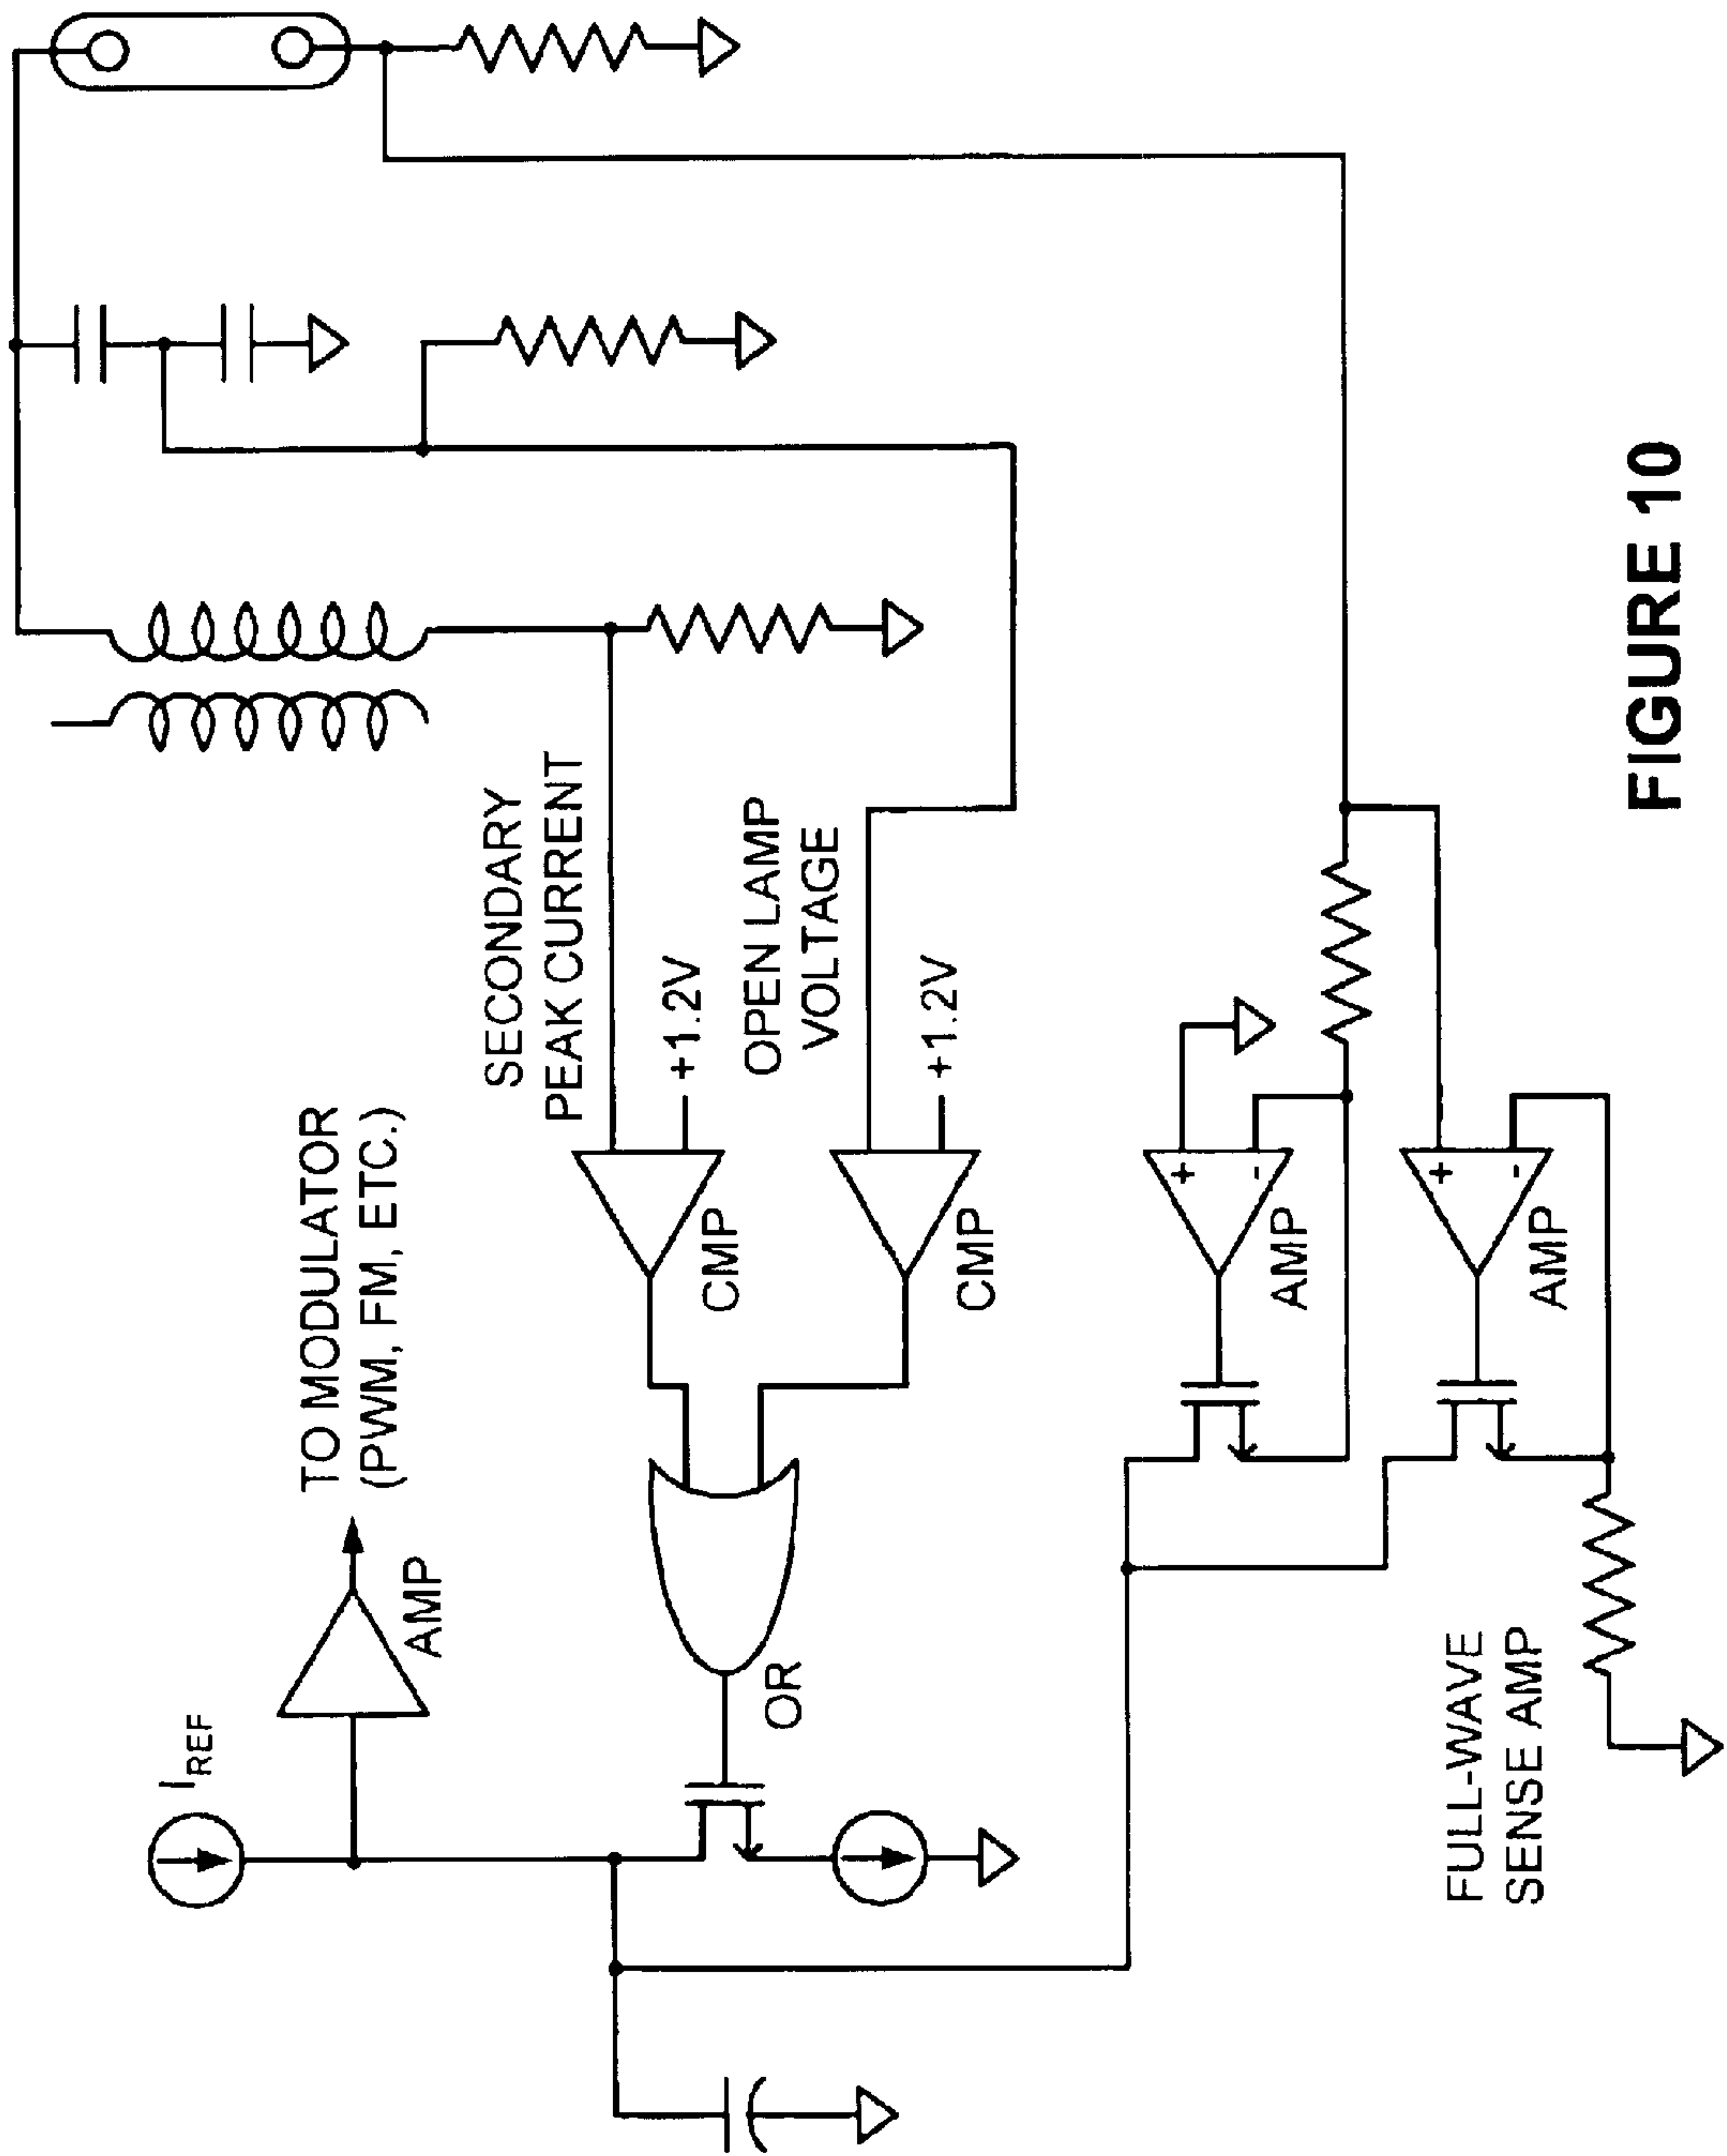 I_REF
AMP
TO MODULATOR
(PWM, FM, ETC.)
SECONDARY
PEAK CURRENT
+1.2V
CMP
OR
OPEN LAMP
VOLTAGE
+1.2V
CMP
+
-
AMP
+
-
AMP
FULL-WAVE
SENSE AMP
FIGURE 10